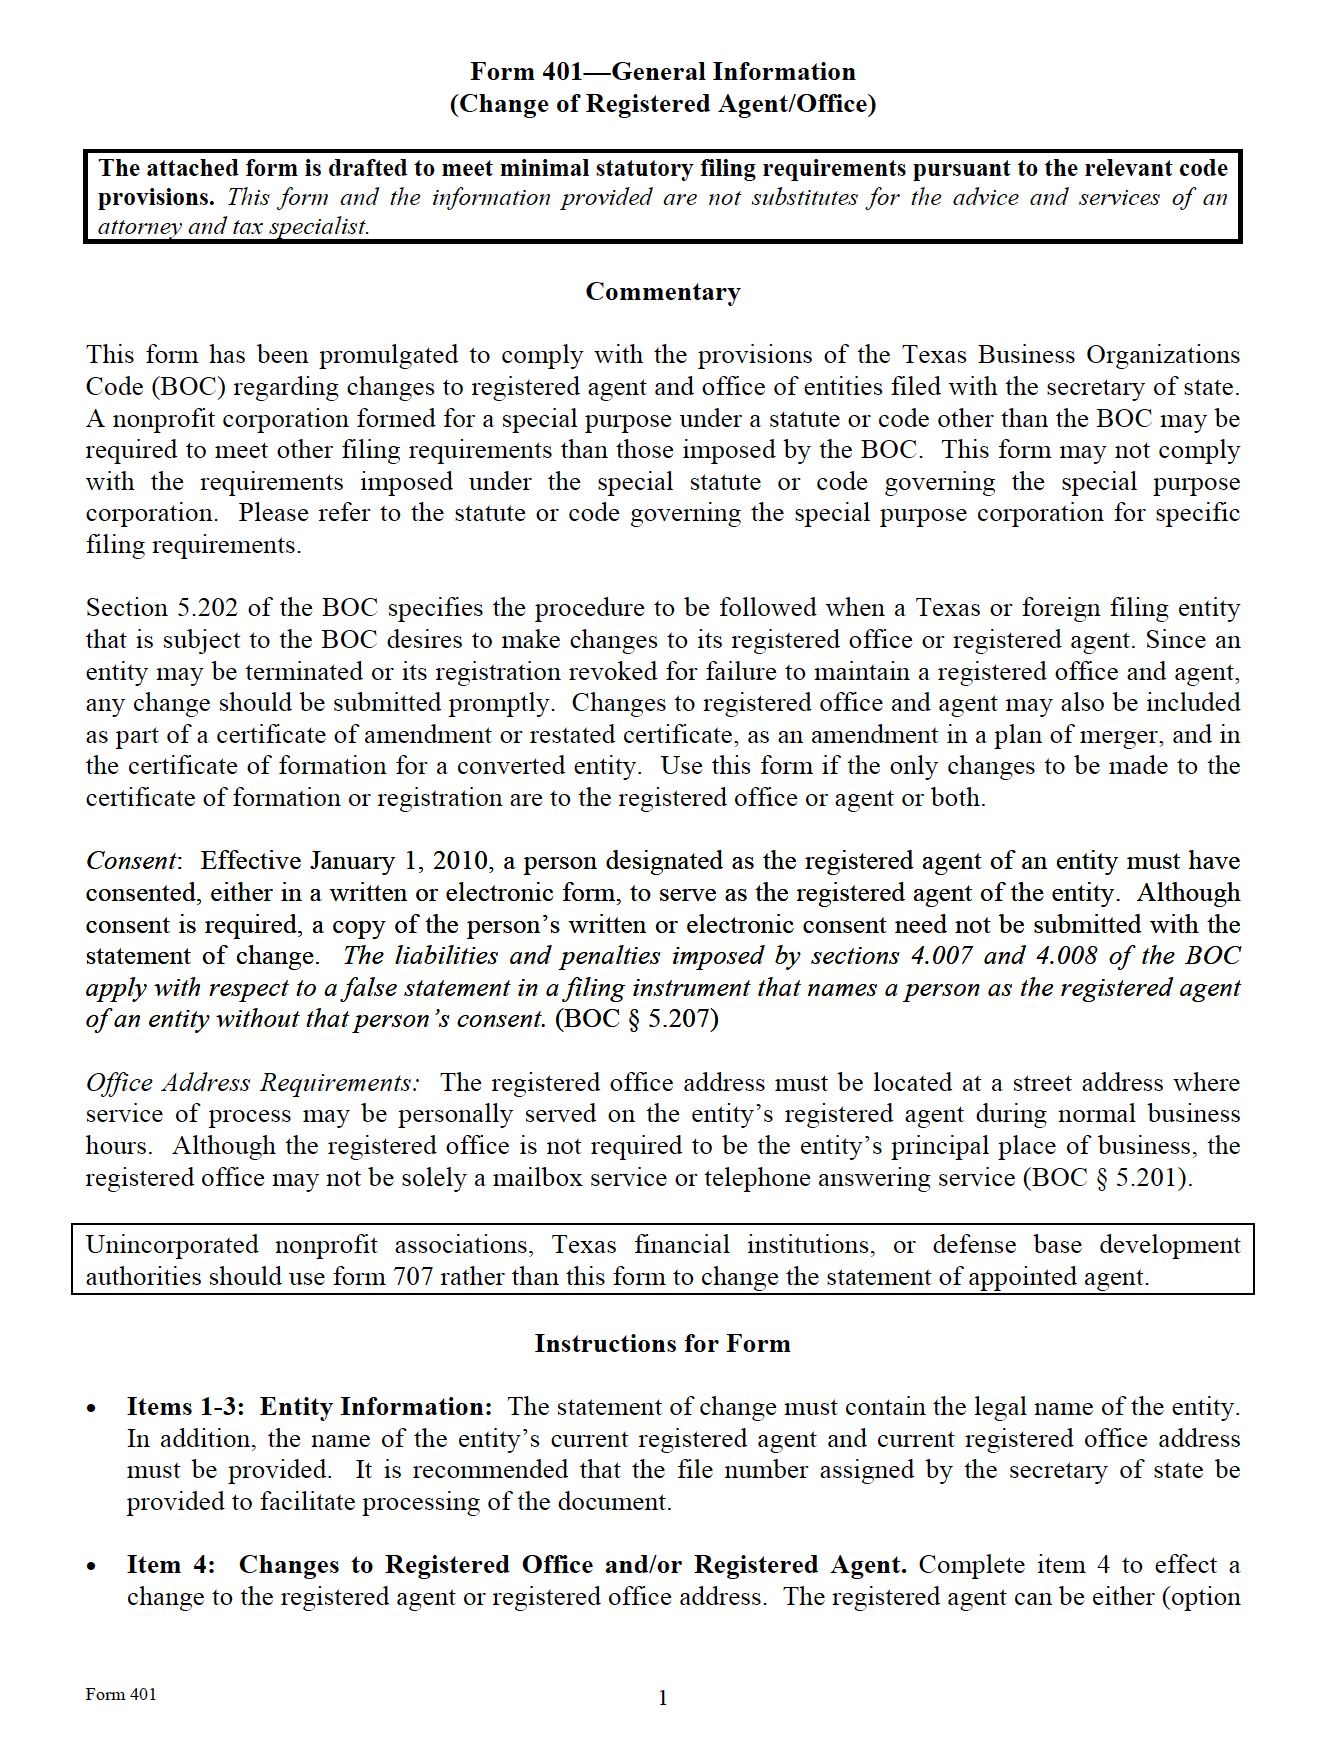 Form 401—General Information
(Change of Registered Agent/Office)
The attached form is drafted to meet minimal statutory filing requirements pursuant to the relevant code
provisions. This form and the information provided are not substitutes for the advice and services of an
attorney and tax specialist.
Commentary
This form has been promulgated to comply with the provisions of the Texas Business Organizations
Code (BOC) regarding changes to registered agent and office of entities filed with the secretary of state.
A nonprofit corporation formed for a special purpose under a statute or code other than the BOC may be
required to meet other filing requirements than those imposed by the BOC. This form may not comply
with the requirements imposed under the special statute or code governing the special purpose
corporation. Please refer to the statute or code governing the special purpose corporation for specific
filing requirements.
Section 5.202 of the BOC specifies the procedure to be followed when a Texas or foreign filing entity
that is subject to the BOC desires to make changes to its registered office or registered agent. Since an
entity may be terminated or its registration revoked for failure to maintain a registered office and agent,
any change should be submitted promptly. Changes to registered office and agent may also be included
as part of a certificate of amendment or restated certificate, as an amendment in a plan of merger, and in
the certificate of formation for a converted entity. Use this form if the only changes to be made to the
certificate of formation or registration are to the registered office or agent or both.
Consent: Effective January 1, 2010, a person designated as the registered agent of an entity must have
consented, either in a written or electronic form, to serve as the registered agent of the entity. Although
consent is required, a copy of the person’s written or electronic consent need not be submitted with the
statement of change. The liabilities and penalties imposed by sections 4.007 and 4.008 of the BOC
apply with respect to a false statement in a filing instrument that names a person as the registered agent
of an entity without that person’s consent. (BOC § 5.207)
Office Address Requirements: The registered office address must be located at a street address where
service of process may be personally served on the entity’s registered agent during normal business
hours. Although the registered office is not required to be the entity’s principal place of business, the
registered office may not be solely a mailbox service or telephone answering service (BOC § 5.201).
Unincorporated nonprofit associations, Texas financial institutions, or defense base development
authorities should use form 707 rather than this form to change the statement of appointed agent.
Instructions for Form
• Items 1-3: Entity Information: The statement of change must contain the legal name of the entity.
In addition, the name of the entity’s current registered agent and current registered office address
must be provided. It is recommended that the file number assigned by the secretary of state be
provided to facilitate processing of the document.
• Item 4: Changes to Registered Office and/or Registered Agent. Complete item 4 to effect a
change to the registered agent or registered office address. The registered agent can be either (option
Form 401
1